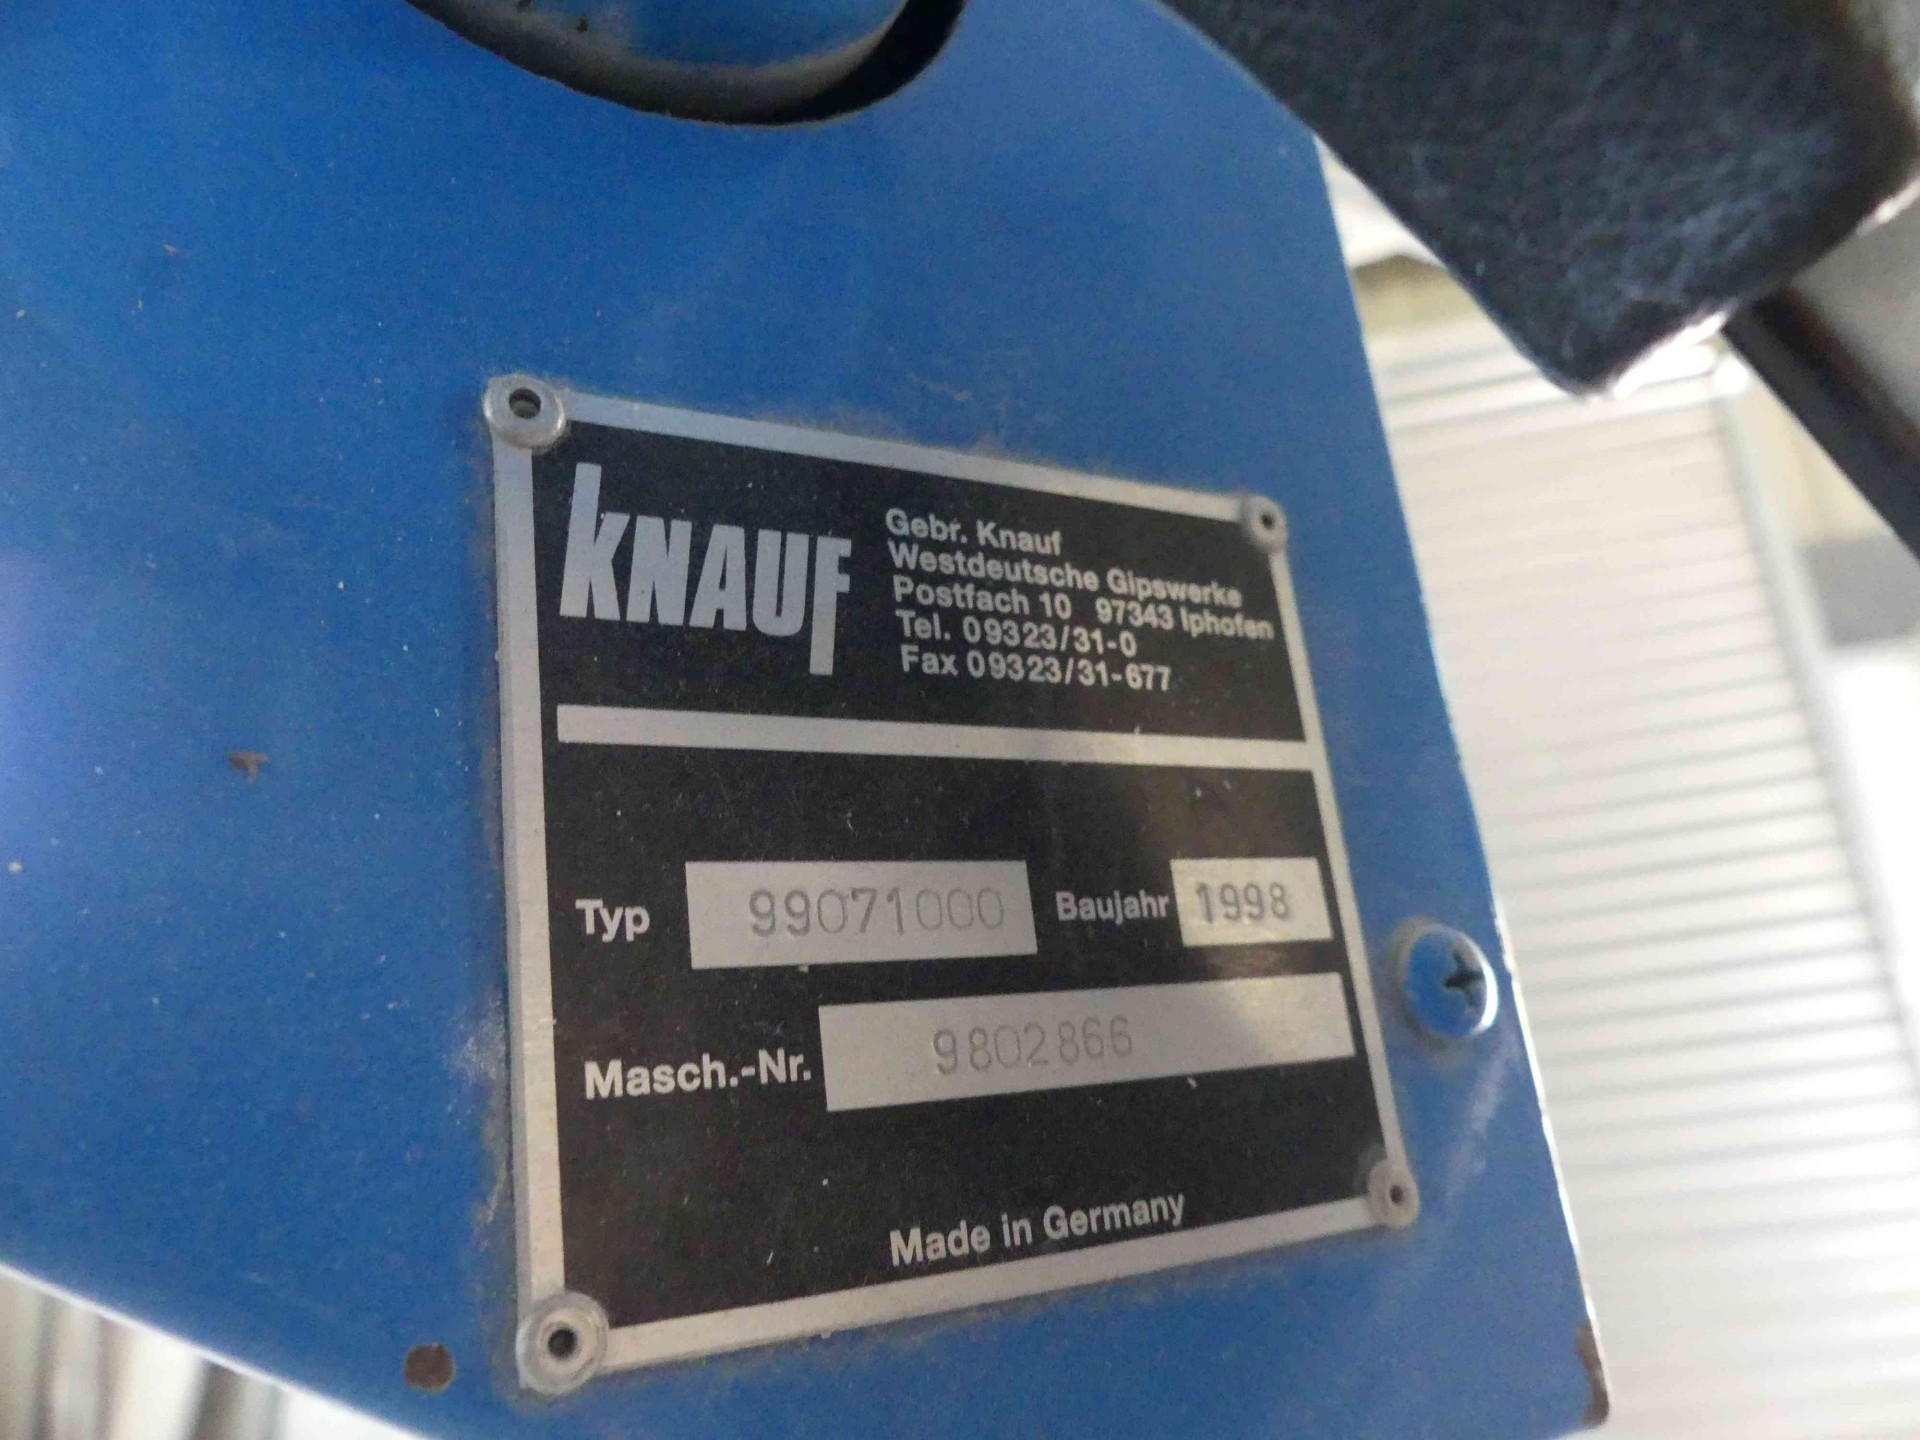 KNAUF
Gebr. Knauf
Westdeutsche Gipswerke
Postfach 10 97343 Iphofen
Tel. 09323/31-0
Fax 09323/31-677
Typ 99071000 Baujahr 1998
Masch.-Nr. 9802866
Made in Germany